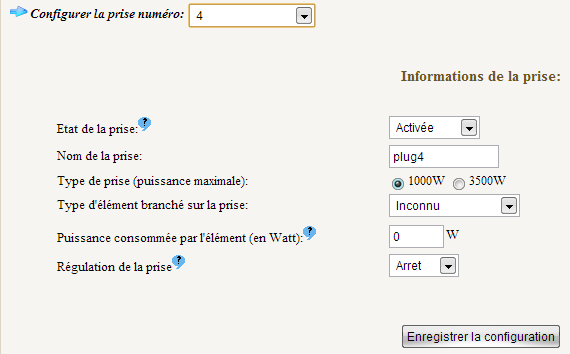 Configurer la prise numéro: 4
Informations de la prise:
Etat de la prise:? Activée
Nom de la prise: plug4
Type de prise (puissance maximale): 1000W 3500W
Type d'élément branché sur la prise: Inconnu
Puissance consommée par l'élément (en Watt):? 0 W
Régulation de la prise? Arret
Enregistrer la configuration